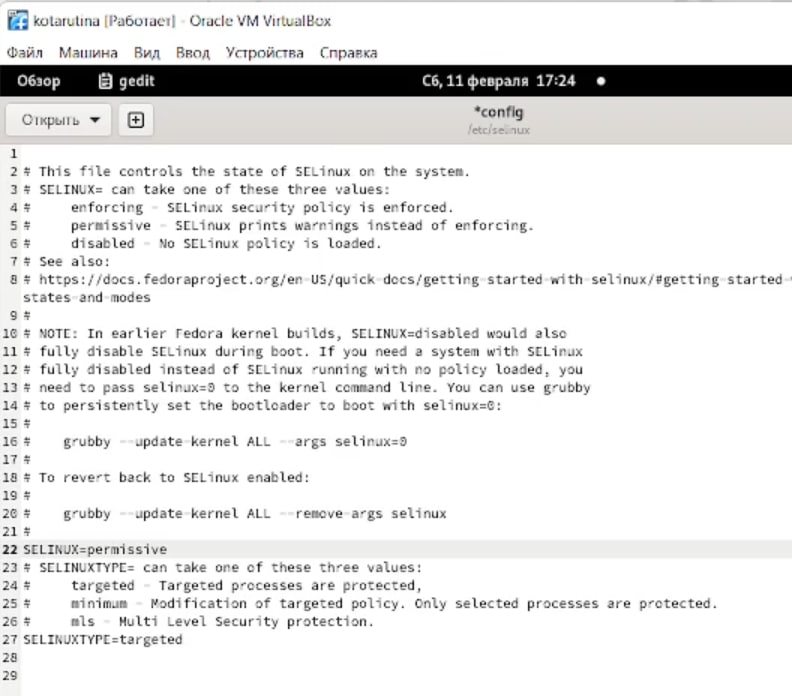 kotarutina [Работает] - Oracle VM VirtualBox
Файл Машина Вид Ввод Устройства Справка
Обзор gedit Сб, 11 февраля 17:24
Открыть *config
/etc/selinux
1
2 # This file controls the state of SELinux on the system.
3 # SELINUX= can take one of these three values:
4 #     enforcing - SELinux security policy is enforced.
5 #     permissive - SELinux prints warnings instead of enforcing.
6 #     disabled - No SELinux policy is loaded.
7 # See also:
8 # https://docs.fedoraproject.org/en-US/quick-docs/getting-started-with-selinux/#getting-started-
states-and-modes
9 #
10 # NOTE: In earlier Fedora kernel builds, SELINUX=disabled would also
11 # fully disable SELinux during boot. If you need a system with SELinux
12 # fully disabled instead of SELinux running with no policy loaded, you
13 # need to pass selinux=0 to the kernel command line. You can use grubby
14 # to persistently set the bootloader to boot with selinux=0:
15 #
16 #    grubby --update-kernel ALL --args selinux=0
17 #
18 # To revert back to SELinux enabled:
19 #
20 #    grubby --update-kernel ALL --remove-args selinux
21 #
22 SELINUX=permissive
23 # SELINUXTYPE= can take one of these three values:
24 #     targeted - Targeted processes are protected,
25 #     minimum - Modification of targeted policy. Only selected processes are protected.
26 #     mls - Multi Level Security protection.
27 SELINUXTYPE=targeted
28
29